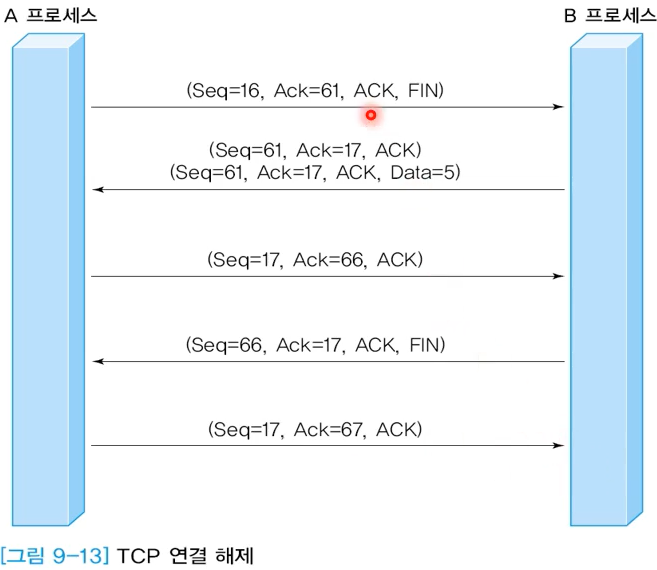 A 프로세스
B 프로세스
(Seq=16, Ack=61, ACK, FIN)
(Seq=61, Ack=17, ACK)
(Seq=61, Ack=17, ACK, Data=5)
(Seq=17, Ack=66, ACK)
(Seq=66, Ack=17, ACK, FIN)
(Seq=17, Ack=67, ACK)
[그림 9-13] TCP 연결 해제